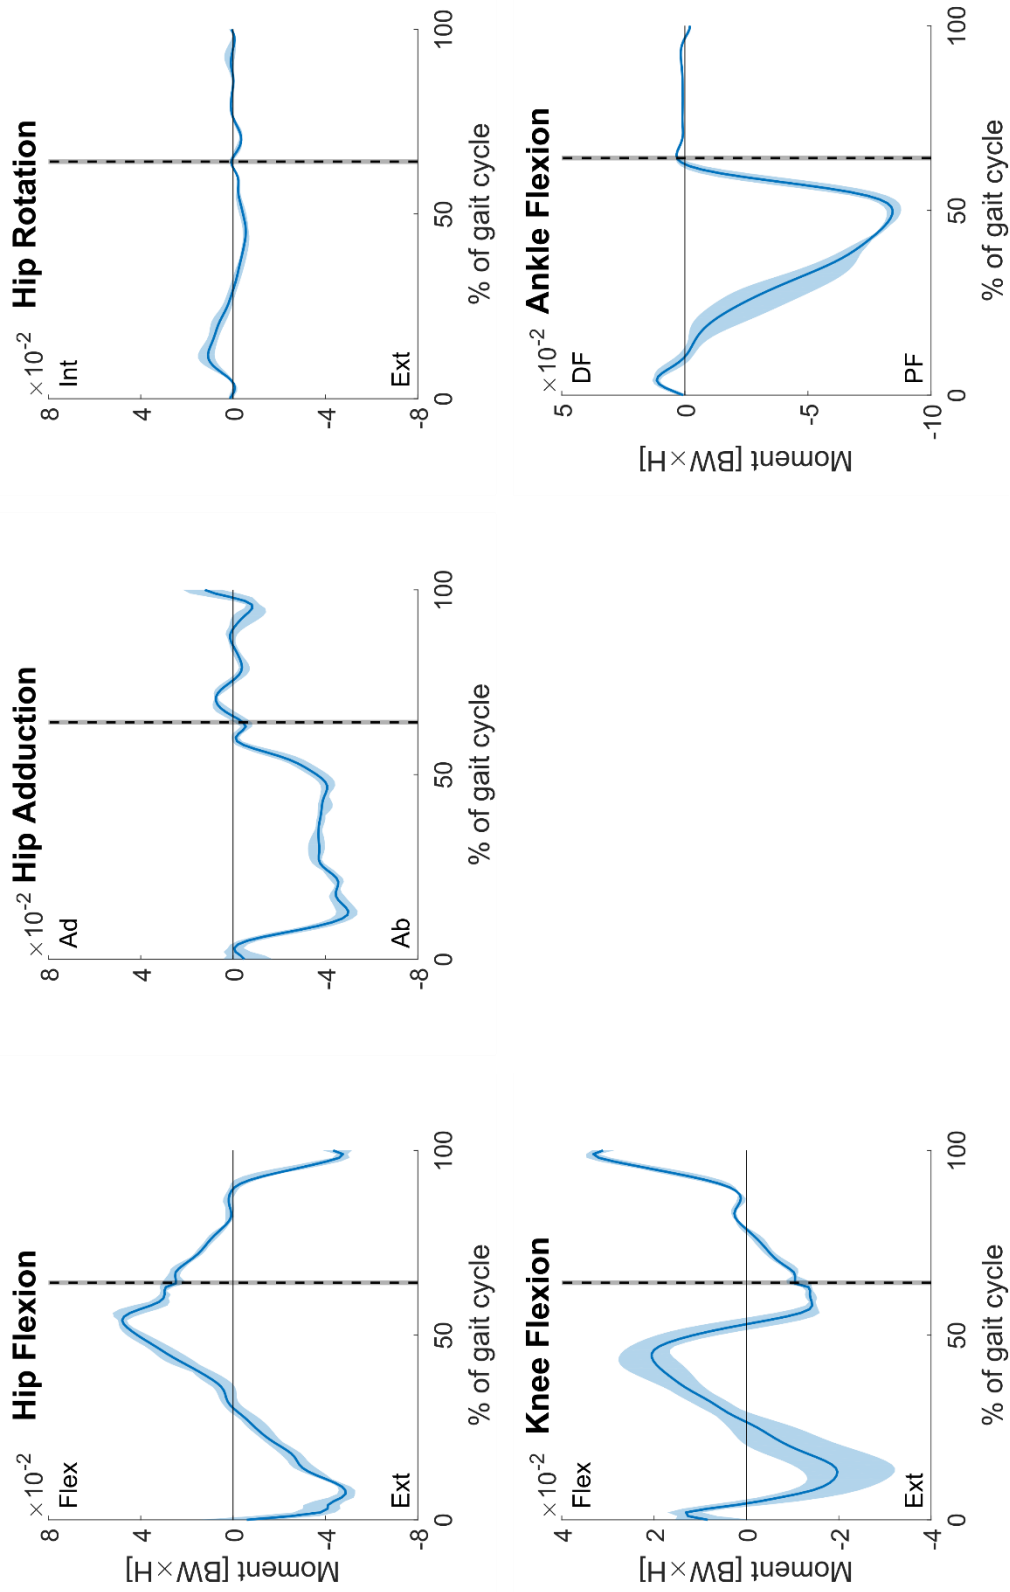 Hip Flexion
×10-2
Flex
Ext
8
4
0
-4
-8
Moment [BW×H]
0
50
100
% of gait cycle
Hip Adduction
×10-2
Ad
Ab
8
4
0
-4
-8
0
50
100
% of gait cycle
Hip Rotation
×10-2
Int
Ext
8
4
0
-4
-8
0
50
100
% of gait cycle
Knee Flexion
×10-2
Flex
Ext
4
2
0
-2
-4
Moment [BW×H]
0
50
100
% of gait cycle
Ankle Flexion
×10-2
DF
PF
5
0
-5
-10
Moment [BW×H]
0
50
100
% of gait cycle